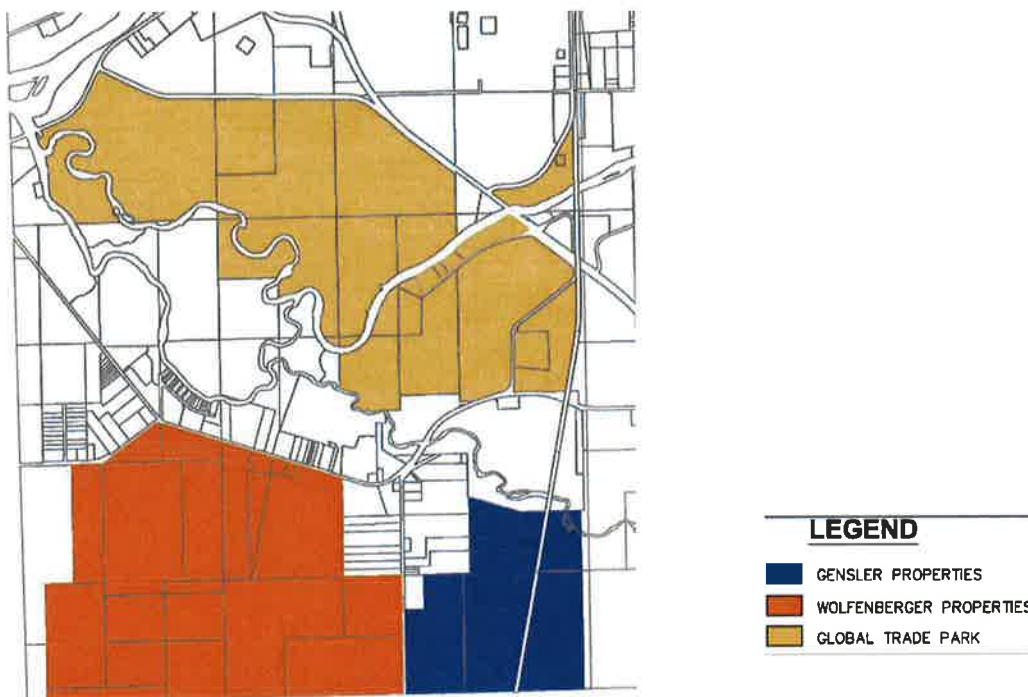 LEGEND
GENSLER PROPERTIES
WOLFENBERGER PROPERTIES
GLOBAL TRADE PARK